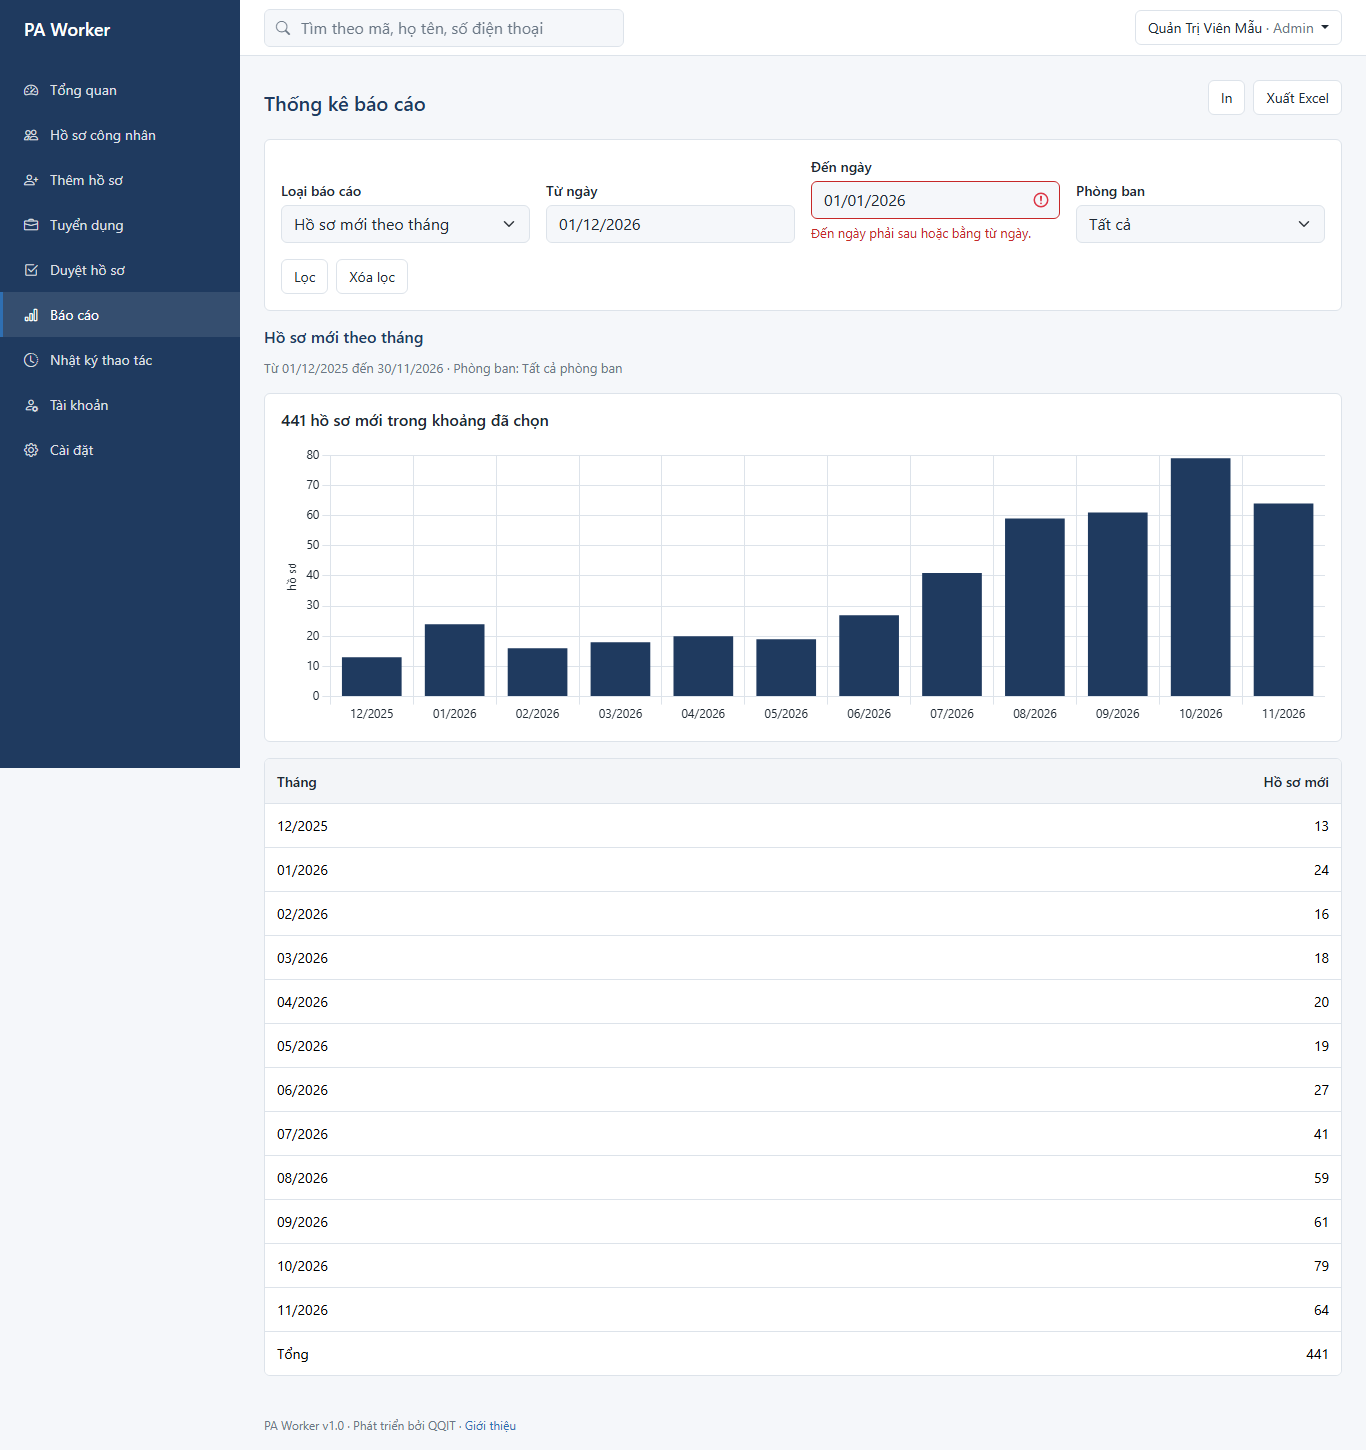 PA Worker
Tìm theo mã, họ tên, số điện thoại
Quản Trị Viên Mẫu · Admin
Tổng quan
Hồ sơ công nhân
Thêm hồ sơ
Tuyển dụng
Duyệt hồ sơ
Báo cáo
Nhật ký thao tác
Tài khoản
Cài đặt
Thống kê báo cáo
In
Xuất Excel
Loại báo cáo
Hồ sơ mới theo tháng
Từ ngày
01/12/2026
Đến ngày
01/01/2026
Đến ngày phải sau hoặc bằng từ ngày.
Phòng ban
Tất cả
Lọc
Xóa lọc
Hồ sơ mới theo tháng
Từ 01/12/2025 đến 30/11/2026 · Phòng ban: Tất cả phòng ban
441 hồ sơ mới trong khoảng đã chọn
hồ sơ
80
70
60
50
40
30
20
10
0
12/2025 01/2026 02/2026 03/2026 04/2026 05/2026 06/2026 07/2026 08/2026 09/2026 10/2026 11/2026
Tháng Hồ sơ mới
12/2025 13
01/2026 24
02/2026 16
03/2026 18
04/2026 20
05/2026 19
06/2026 27
07/2026 41
08/2026 59
09/2026 61
10/2026 79
11/2026 64
Tổng 441
PA Worker v1.0 · Phát triển bởi QQIT · Giới thiệu